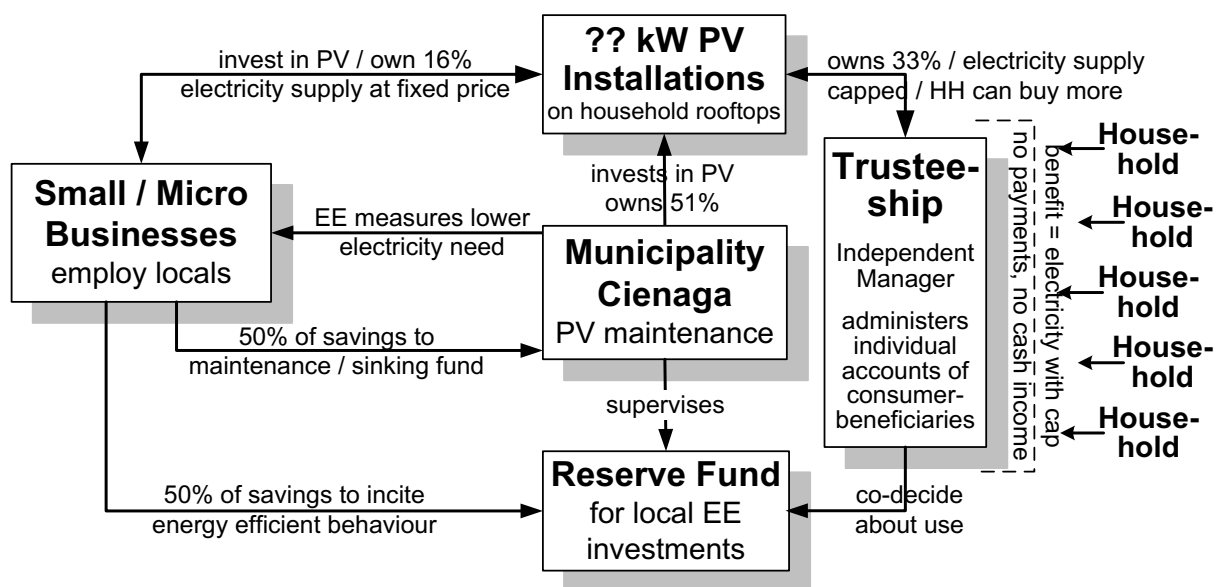 ?? kW PV
Installations
on household rooftops
invest in PV / own 16%
electricity supply at fixed price
owns 33% / electricity supply
capped / HH can buy more
Small / Micro
Businesses
employ locals
invests in PV
owns 51%
EE measures lower
electricity need
Municipality
Cienaga
PV maintenance
Trustee-
ship
Independent
Manager
administers
individual
accounts of
consumer-
beneficiaries
benefit = electricity with cap
no payments, no cash income
House-
hold
House-
hold
House-
hold
House-
hold
House-
hold
50% of savings to
maintenance / sinking fund
supervises
Reserve Fund
for local EE
investments
50% of savings to incite
energy efficient behaviour
co-decide
about use